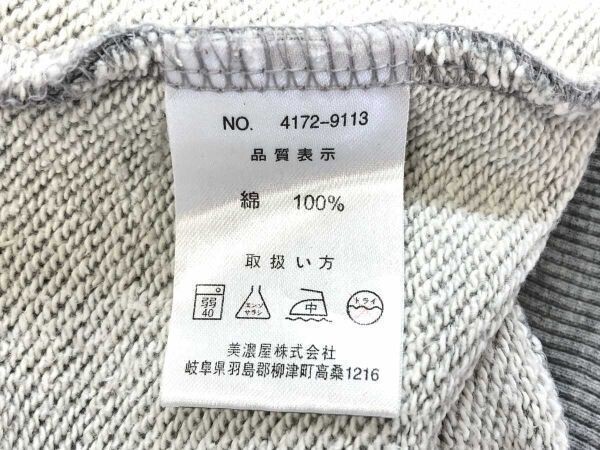 NO. 4172-9113
品質表示
綿 100%
取扱い方
弱 40 エンソサラシ 中 ドライ
美濃屋株式会社
岐阜県羽島郡柳津町高桑1216